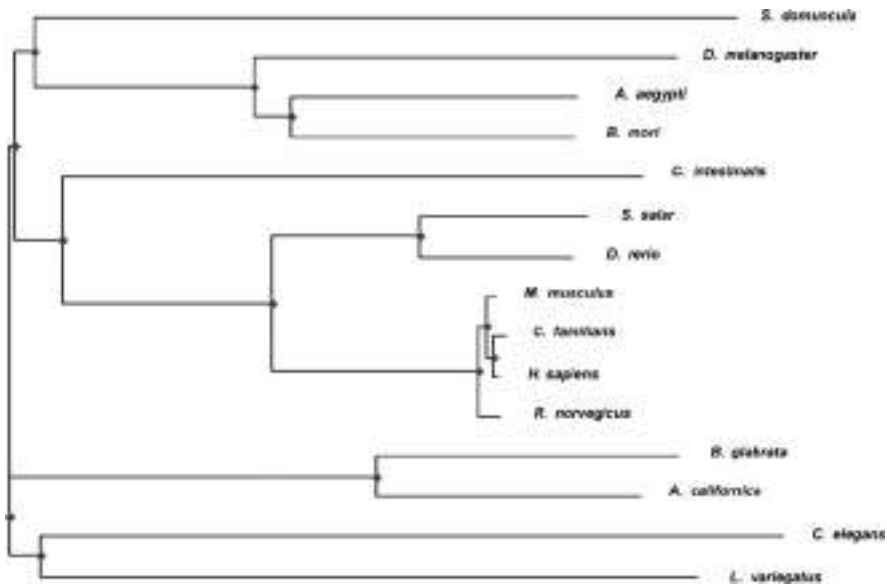 S. domuncula
D. melanogaster
A. aegypti
B. mori
C. intestinalis
S. salar
D. rerio
M. musculus
C. familiaris
H. sapiens
R. norvegicus
B. glabrata
A. californica
C. elegans
L. variegatus